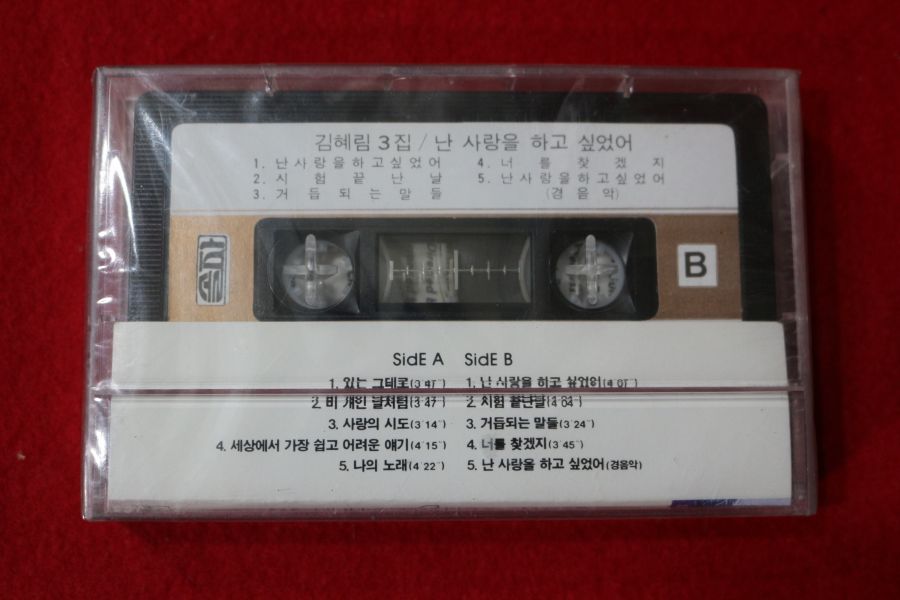 김혜림 3집 / 난 사랑을 하고 싶었어
1. 난사랑을하고싶었어
2. 시험끝난날
3. 거듭되는말들
4. 너를찾겠지
5. 난사랑을하고싶었어
(경음악)
B
SidE A
1. 있는 그대로(3´41˝)
2. 비 개인 날처럼(3´47˝)
3. 사랑의 시도(3´14˝)
4. 세상에서 가장 쉽고 어려운 얘기(4´15˝)
5. 나의 노래(4´22˝)
SidE B
1. 난 사랑을 하고 싶었어(4´01˝)
2. 시험 끝난날(4´04˝)
3. 거듭되는 말들(3´24˝)
4. 너를 찾겠지(3´45˝)
5. 난 사랑을 하고 싶었어(경음악)